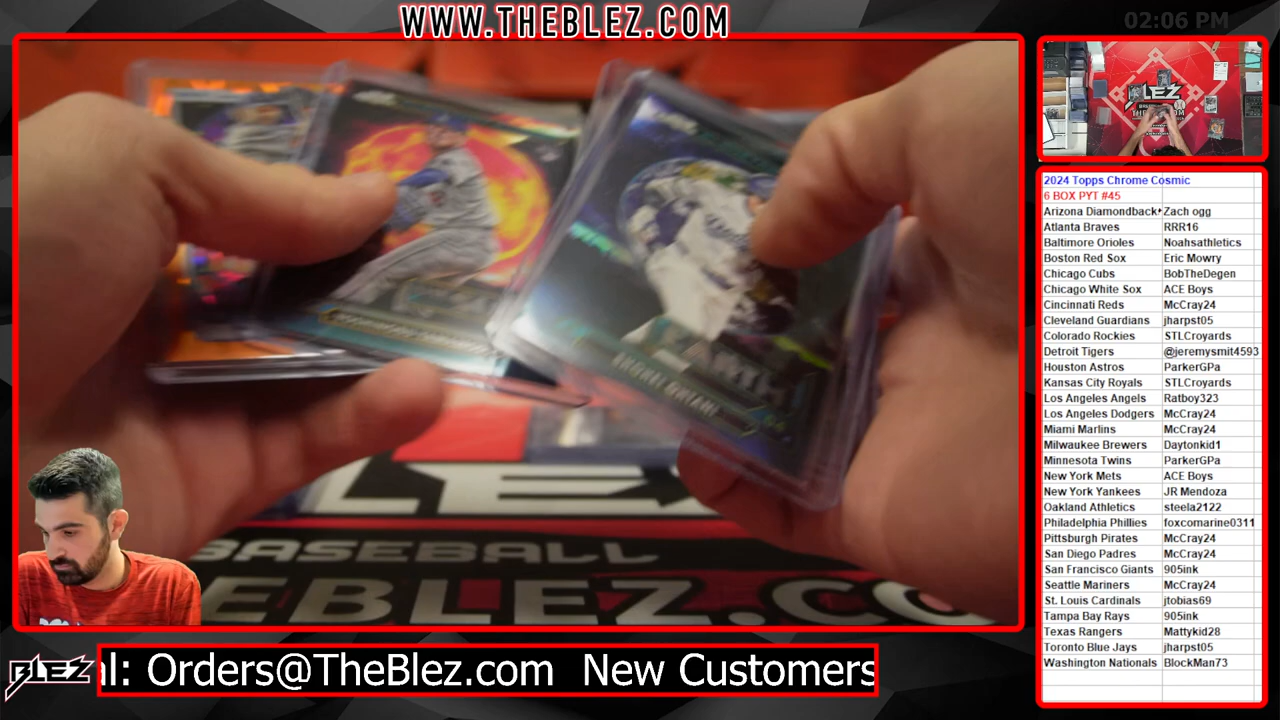 WWW.THEBLEZ.COM
02:06 PM
BLEZ
2024 Topps Chrome Cosmic
6 BOX PYT #45
Arizona Diamondback Zach ogg
Atlanta Braves RRR16
Baltimore Orioles Noahsathletics
Boston Red Sox Eric Mowry
Chicago Cubs BobTheDegen
Chicago White Sox ACE Boys
Cincinnati Reds McCray24
Cleveland Guardians jharpst05
Colorado Rockies STLCroyards
Detroit Tigers @jeremysmit4593
Houston Astros ParkerGPa
Kansas City Royals STLCroyards
Los Angeles Angels Ratboy323
Los Angeles Dodgers McCray24
Miami Marlins McCray24
Milwaukee Brewers Daytonkid1
Minnesota Twins ParkerGPa
New York Mets ACE Boys
New York Yankees JR Mendoza
Oakland Athletics steela2122
Philadelphia Phillies foxcomarine0311
Pittsburgh Pirates McCray24
San Diego Padres McCray24
San Francisco Giants 905ink
Seattle Mariners McCray24
St. Louis Cardinals jtobias69
Tampa Bay Rays 905ink
Texas Rangers Mattykid28
Toronto Blue Jays jharpst05
Washington Nationals BlockMan73
LEZ
BASEBALL
EBLEZ.CO
BLEZ
al: Orders@TheBlez.com New Customers